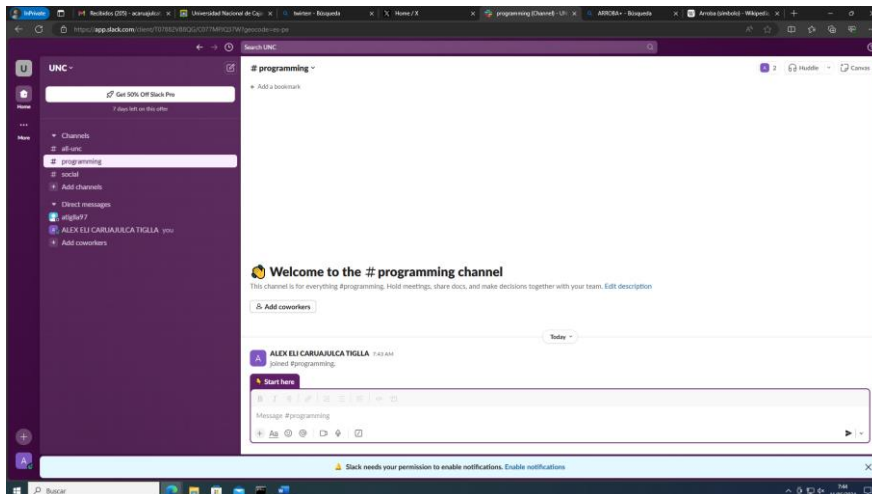 InPrivate
Recibidos (205) - acaruajulca
Universidad Nacional de Caj
twirren - Búsqueda
Home / X
programming (Channel) - UN
ARROBA+ - Búsqueda
Arroba (símbolo) - Wikipedi
Search UNC
U
UNC
# programming
2
Huddle
Canvas
Add a bookmark
Get 50% Off Slack Pro
7 days left on this offer
Home
More
Channels
# all-unc
# programming
# social
+ Add channels
Direct messages
atiglla97
ALEX ELI CARUAJULCA TIGLLA you
+ Add coworkers
Welcome to the # programming channel
This channel is for everything #programming. Hold meetings, share docs, and make decisions together with your team. Edit description
Add coworkers
Today
A
ALEX ELI CARUAJULCA TIGLLA 7:43 AM
joined #programming.
Start here
Message #programming
A
Slack needs your permission to enable notifications. Enable notifications
Buscar
7:44